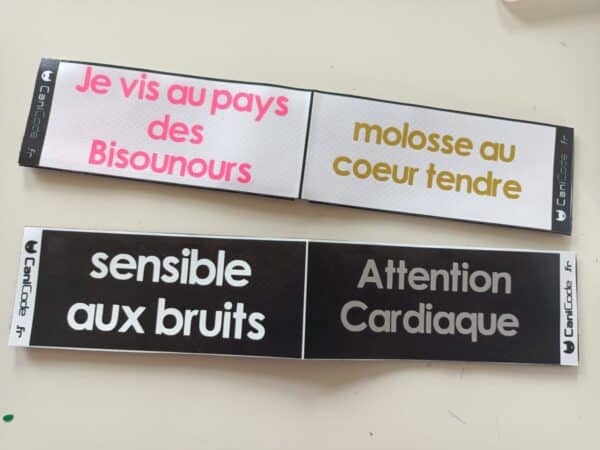 CaniCode .fr
Je vis au pays
des
Bisounours
molosse au
coeur tendre
CaniCode .fr
CaniCode .fr
sensible
aux bruits
Attention
Cardiaque
CaniCode .fr